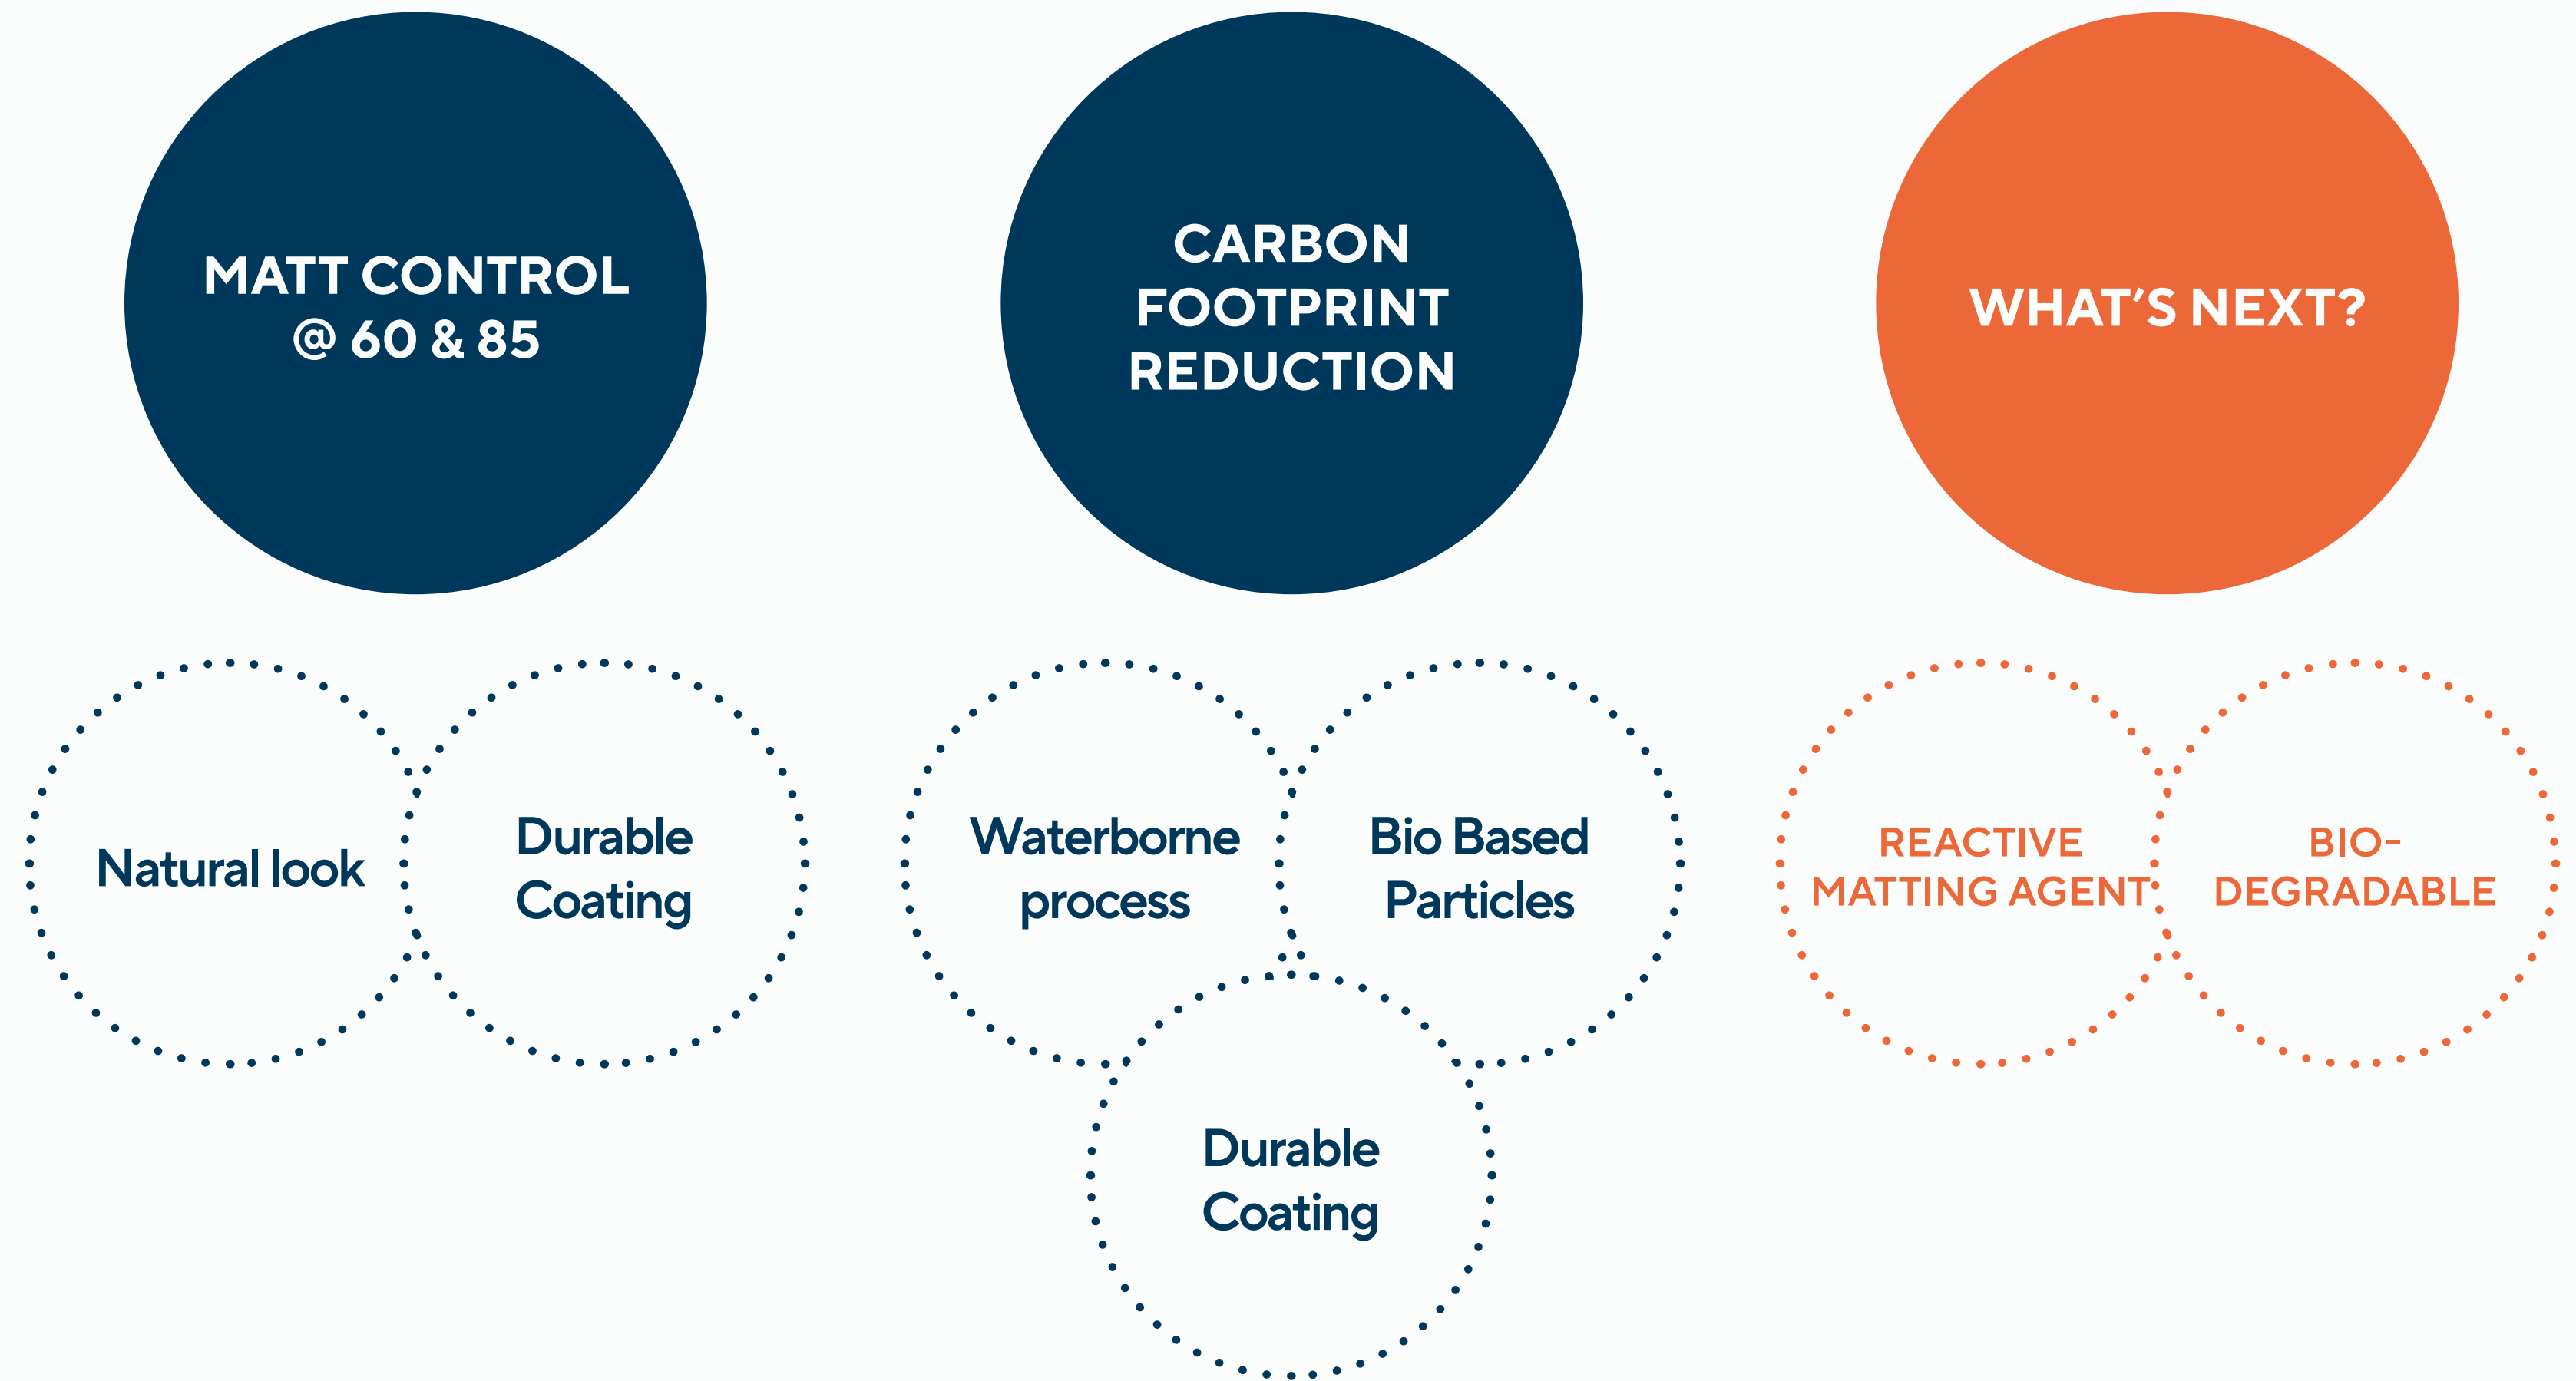 MATT CONTROL
@ 60 & 85
CARBON
FOOTPRINT
REDUCTION
WHAT’S NEXT?
Natural look
Durable
Coating
Waterborne
process
Bio Based
Particles
Durable
Coating
REACTIVE
MATTING AGENT
BIO-
DEGRADABLE